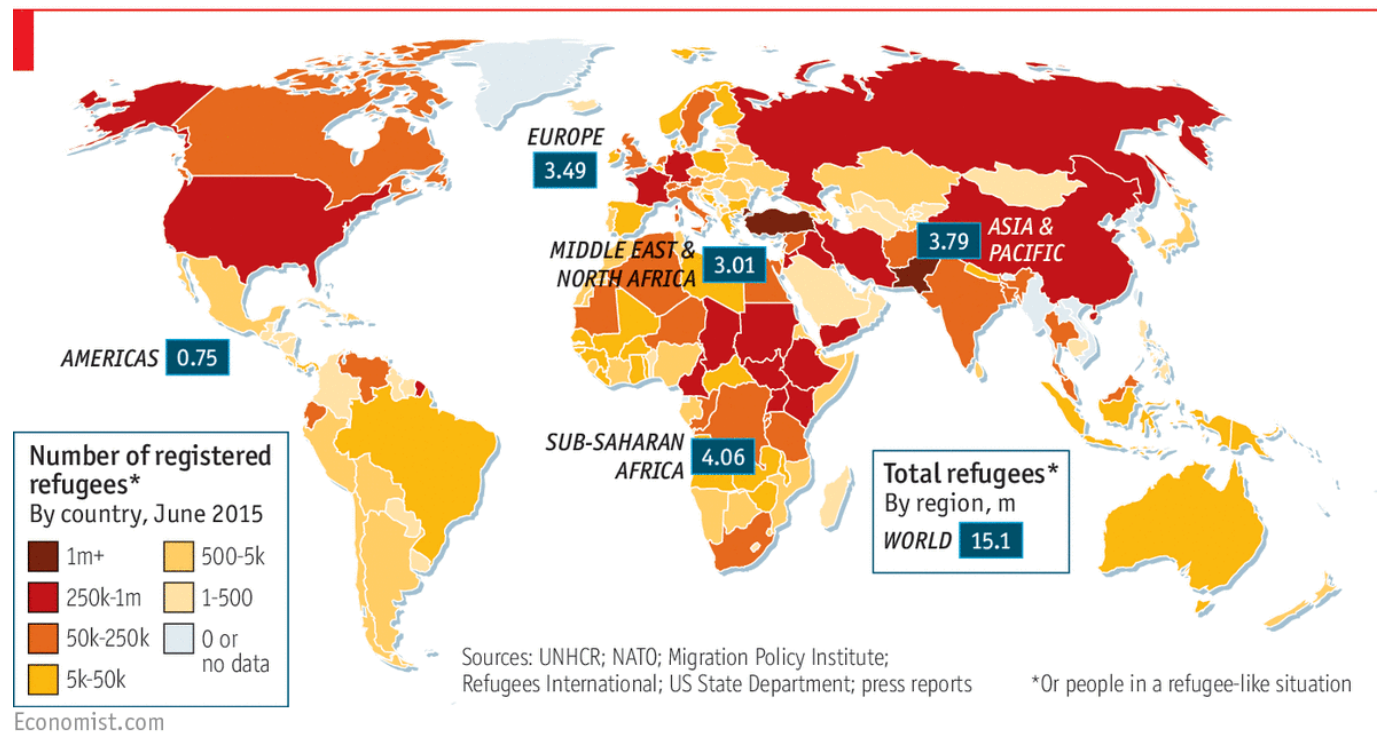 EUROPE
3.49
MIDDLE EAST &
NORTH AFRICA
3.01
3.79
ASIA &
PACIFIC
AMERICAS
0.75
SUB-SAHARAN
AFRICA
4.06
Number of registered
refugees*
By country, June 2015
1m+
250k-1m
50k-250k
5k-50k
500-5k
1-500
0 or
no data
Total refugees*
By region, m
WORLD 15.1
Sources: UNHCR; NATO; Migration Policy Institute;
Refugees International; US State Department; press reports
*Or people in a refugee-like situation
Economist.com